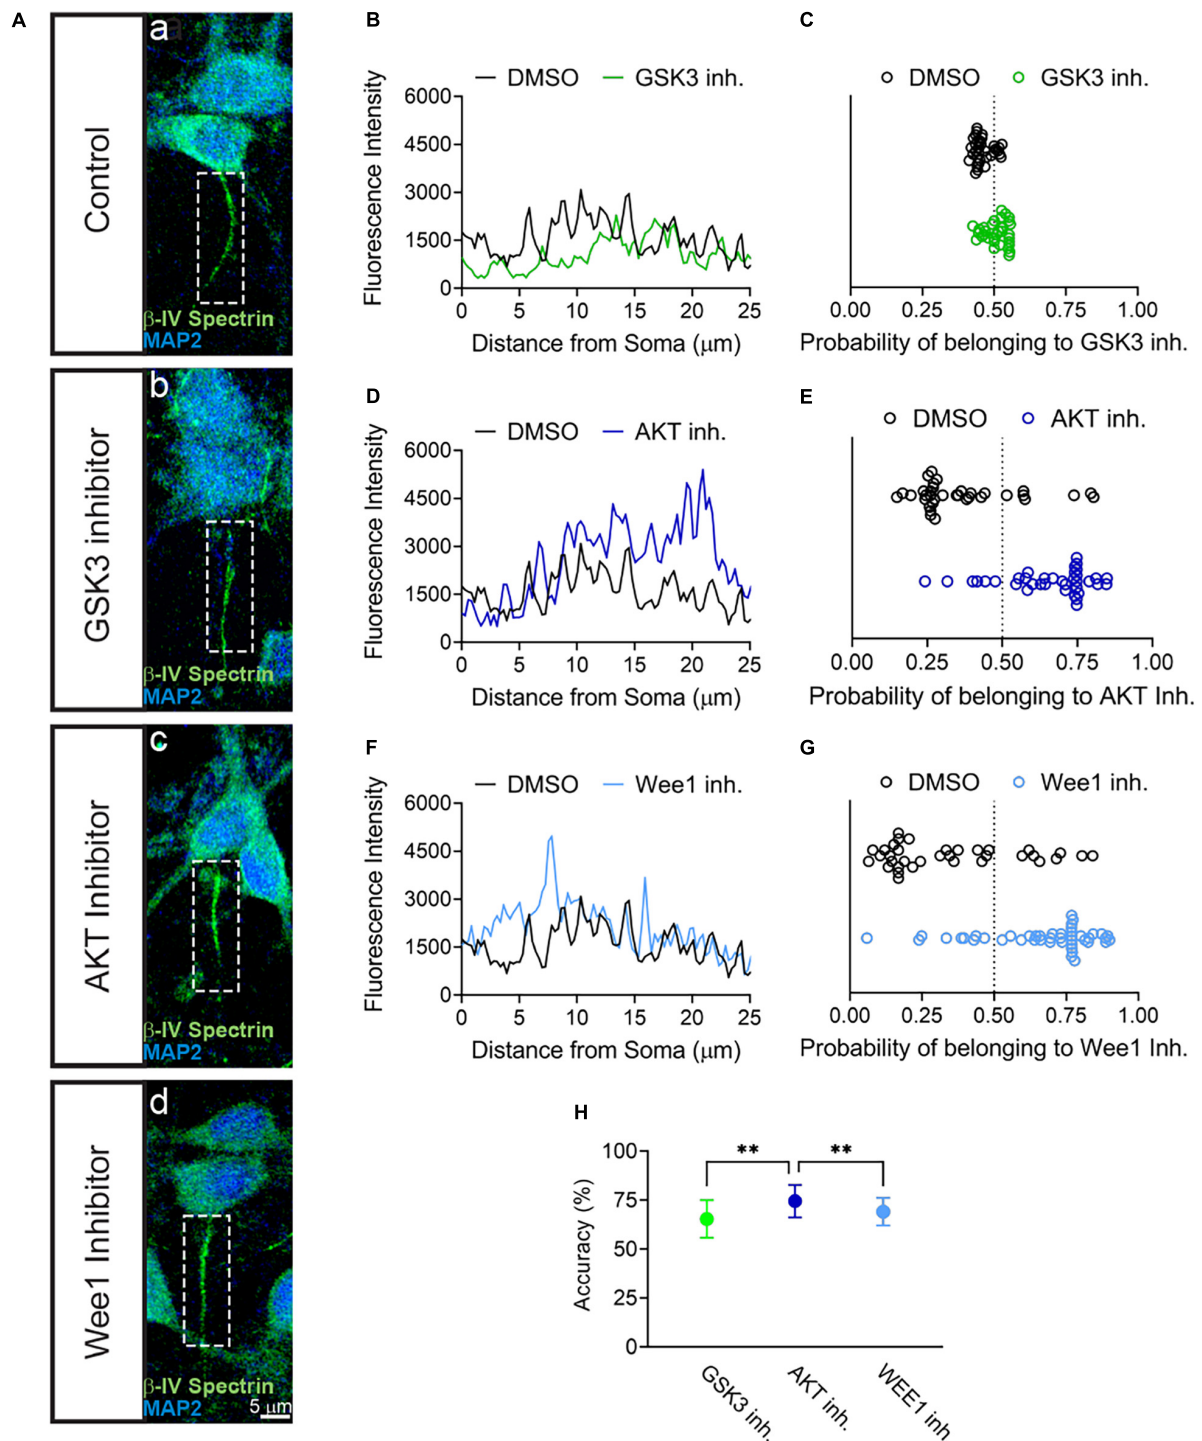 A
Control
a
β-IV Spectrin
MAP2
GSK3 inhibitor
b
β-IV Spectrin
MAP2
AKT Inhibitor
c
β-IV Spectrin
MAP2
Wee1 Inhibitor
d
β-IV Spectrin
MAP2
5 μm
B
DMSO GSK3 inh.
Fluorescence Intensity
6000
4500
3000
1500
0
0 5 10 15 20 25
Distance from Soma (μm)
C
DMSO GSK3 inh.
0.00 0.25 0.50 0.75 1.00
Probability of belonging to GSK3 inh.
D
DMSO AKT inh.
Fluorescence Intensity
6000
4500
3000
1500
0
0 5 10 15 20 25
Distance from Soma (μm)
E
DMSO AKT inh.
0.00 0.25 0.50 0.75 1.00
Probability of belonging to AKT Inh.
F
DMSO Wee1 inh.
Fluorescence Intensity
6000
4500
3000
1500
0
0 5 10 15 20 25
Distance from Soma (μm)
G
DMSO Wee1 inh.
0.00 0.25 0.50 0.75 1.00
Probability of belonging to Wee1 Inh.
H
Accuracy (%)
100
75
50
25
0
** **
GSK3 inh.
AKT inh.
WEE1 inh